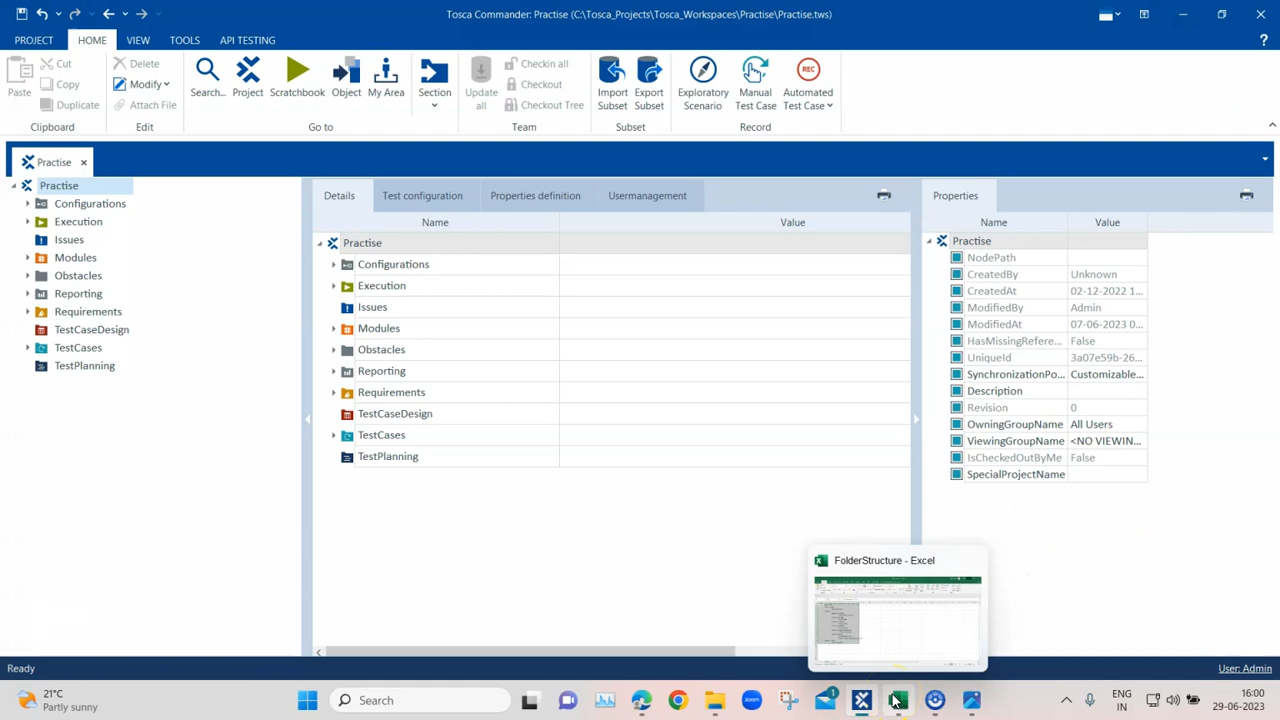 Tosca Commander: Practise (C:\Tosca_Projects\Tosca_Workspaces\Practise\Practise.tws)
PROJECT HOME VIEW TOOLS API TESTING
Paste
Cut
Copy
Duplicate
Clipboard
Delete
Modify
Attach File
Edit
Search...
Project
Scratchbook
Object
My Area
Go to
Section
Update all
Checkin all
Checkout
Checkout Tree
Team
Import Subset
Export Subset
Subset
Exploratory Scenario
Manual Test Case
REC
Automated Test Case
Record
Practise
Practise
Configurations
Execution
Issues
Modules
Obstacles
Reporting
Requirements
TestCaseDesign
TestCases
TestPlanning
Details Test configuration Properties definition Usermanagement
Name Value
Practise
Configurations
Execution
Issues
Modules
Obstacles
Reporting
Requirements
TestCaseDesign
TestCases
TestPlanning
Properties
Name Value
Practise
NodePath
CreatedBy Unknown
CreatedAt 02-12-2022 1...
ModifiedBy Admin
ModifiedAt 07-06-2023 0...
HasMissingRefere... False
UniqueId 3a07e59b-26...
SynchronizationPo... Customizable...
Description
Revision 0
OwningGroupName All Users
ViewingGroupName <NO VIEWIN...
IsCheckedOutByMe False
SpecialProjectName
FolderStructure - Excel
Ready
User: Admin
21°C
Partly sunny
Search
zoom
1
ENG
IN
16:00
29-06-2023